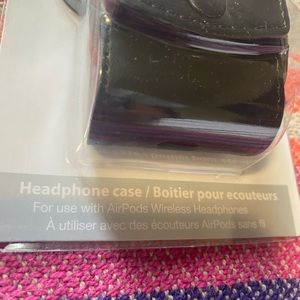 Headphone case / Boitier pour ecouteurs
For use with AirPods Wireless Headphones
À utiliser avec des écouteurs AirPods sans fil